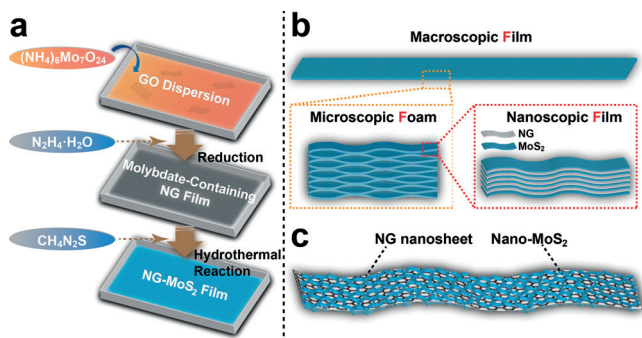 a
(NH4)6Mo7O24
GO Dispersion
N2H4·H2O
Reduction
Molybdate-Containing
NG Film
CH4N2S
Hydrothermal
Reaction
NG-MoS2 Film
b
Macroscopic Film
Microscopic Foam
Nanoscopic Film
NG
MoS2
c
NG nanosheet
Nano-MoS2